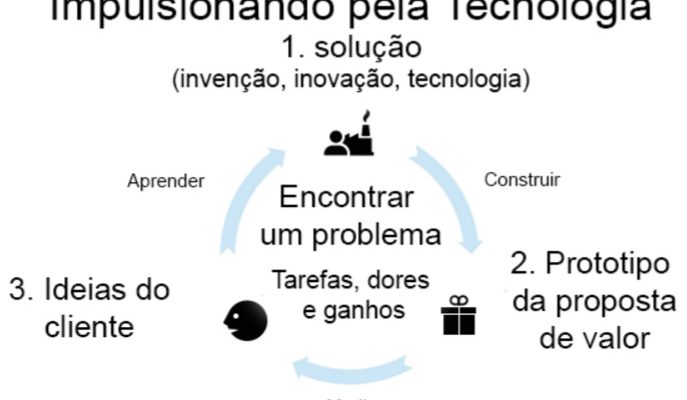 Impulsionando pela Tecnologia
1. solução
(invenção, inovação, tecnologia)
Aprender
Construir
Encontrar
um problema
Tarefas, dores
e ganhos
2. Prototipo
da proposta
de valor
3. Ideias do
cliente